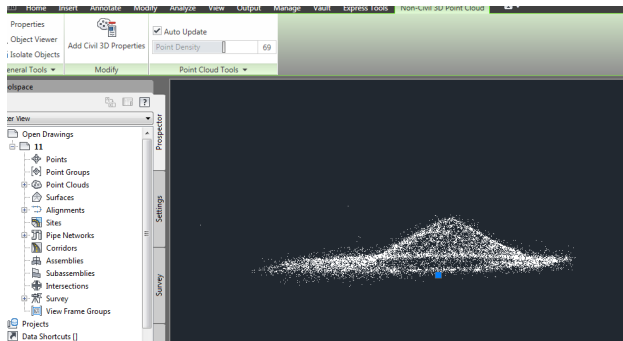 Home Insert Annotate Modify Analyze View Output Manage Vault Express Tools Non-Civil 3D Point Cloud
Properties
Object Viewer
Isolate Objects
Add Civil 3D Properties
Auto Update
Point Density 69
eneral Tools Modify Point Cloud Tools
olspace
ter View
Open Drawings
11
Points
Point Groups
Point Clouds
Surfaces
Alignments
Sites
Pipe Networks
Corridors
Assemblies
Subassemblies
Intersections
Survey
View Frame Groups
Projects
Data Shortcuts []
Prospector
Settings
Survey